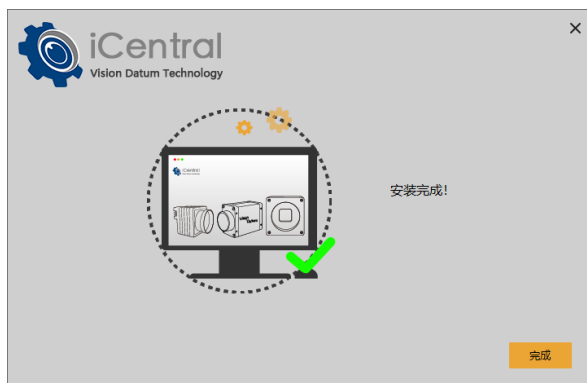 iCentral
Vision Datum Technology
安装完成!
完成